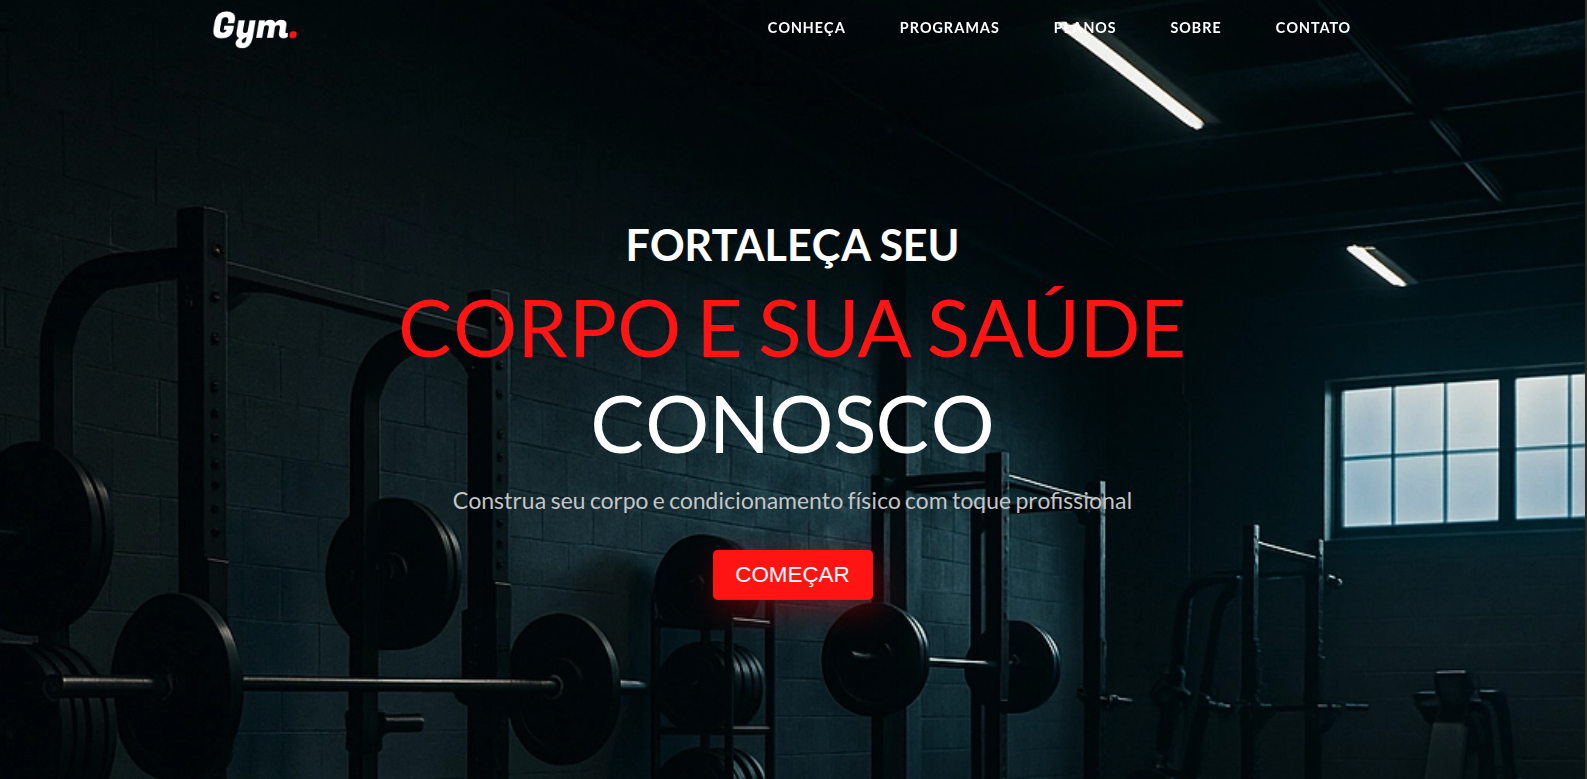 Gym.
CONHEÇA PROGRAMAS PLANOS SOBRE CONTATO
FORTALEÇA SEU
CORPO E SUA SAÚDE
CONOSCO
Construa seu corpo e condicionamento físico com toque profissional
COMEÇAR